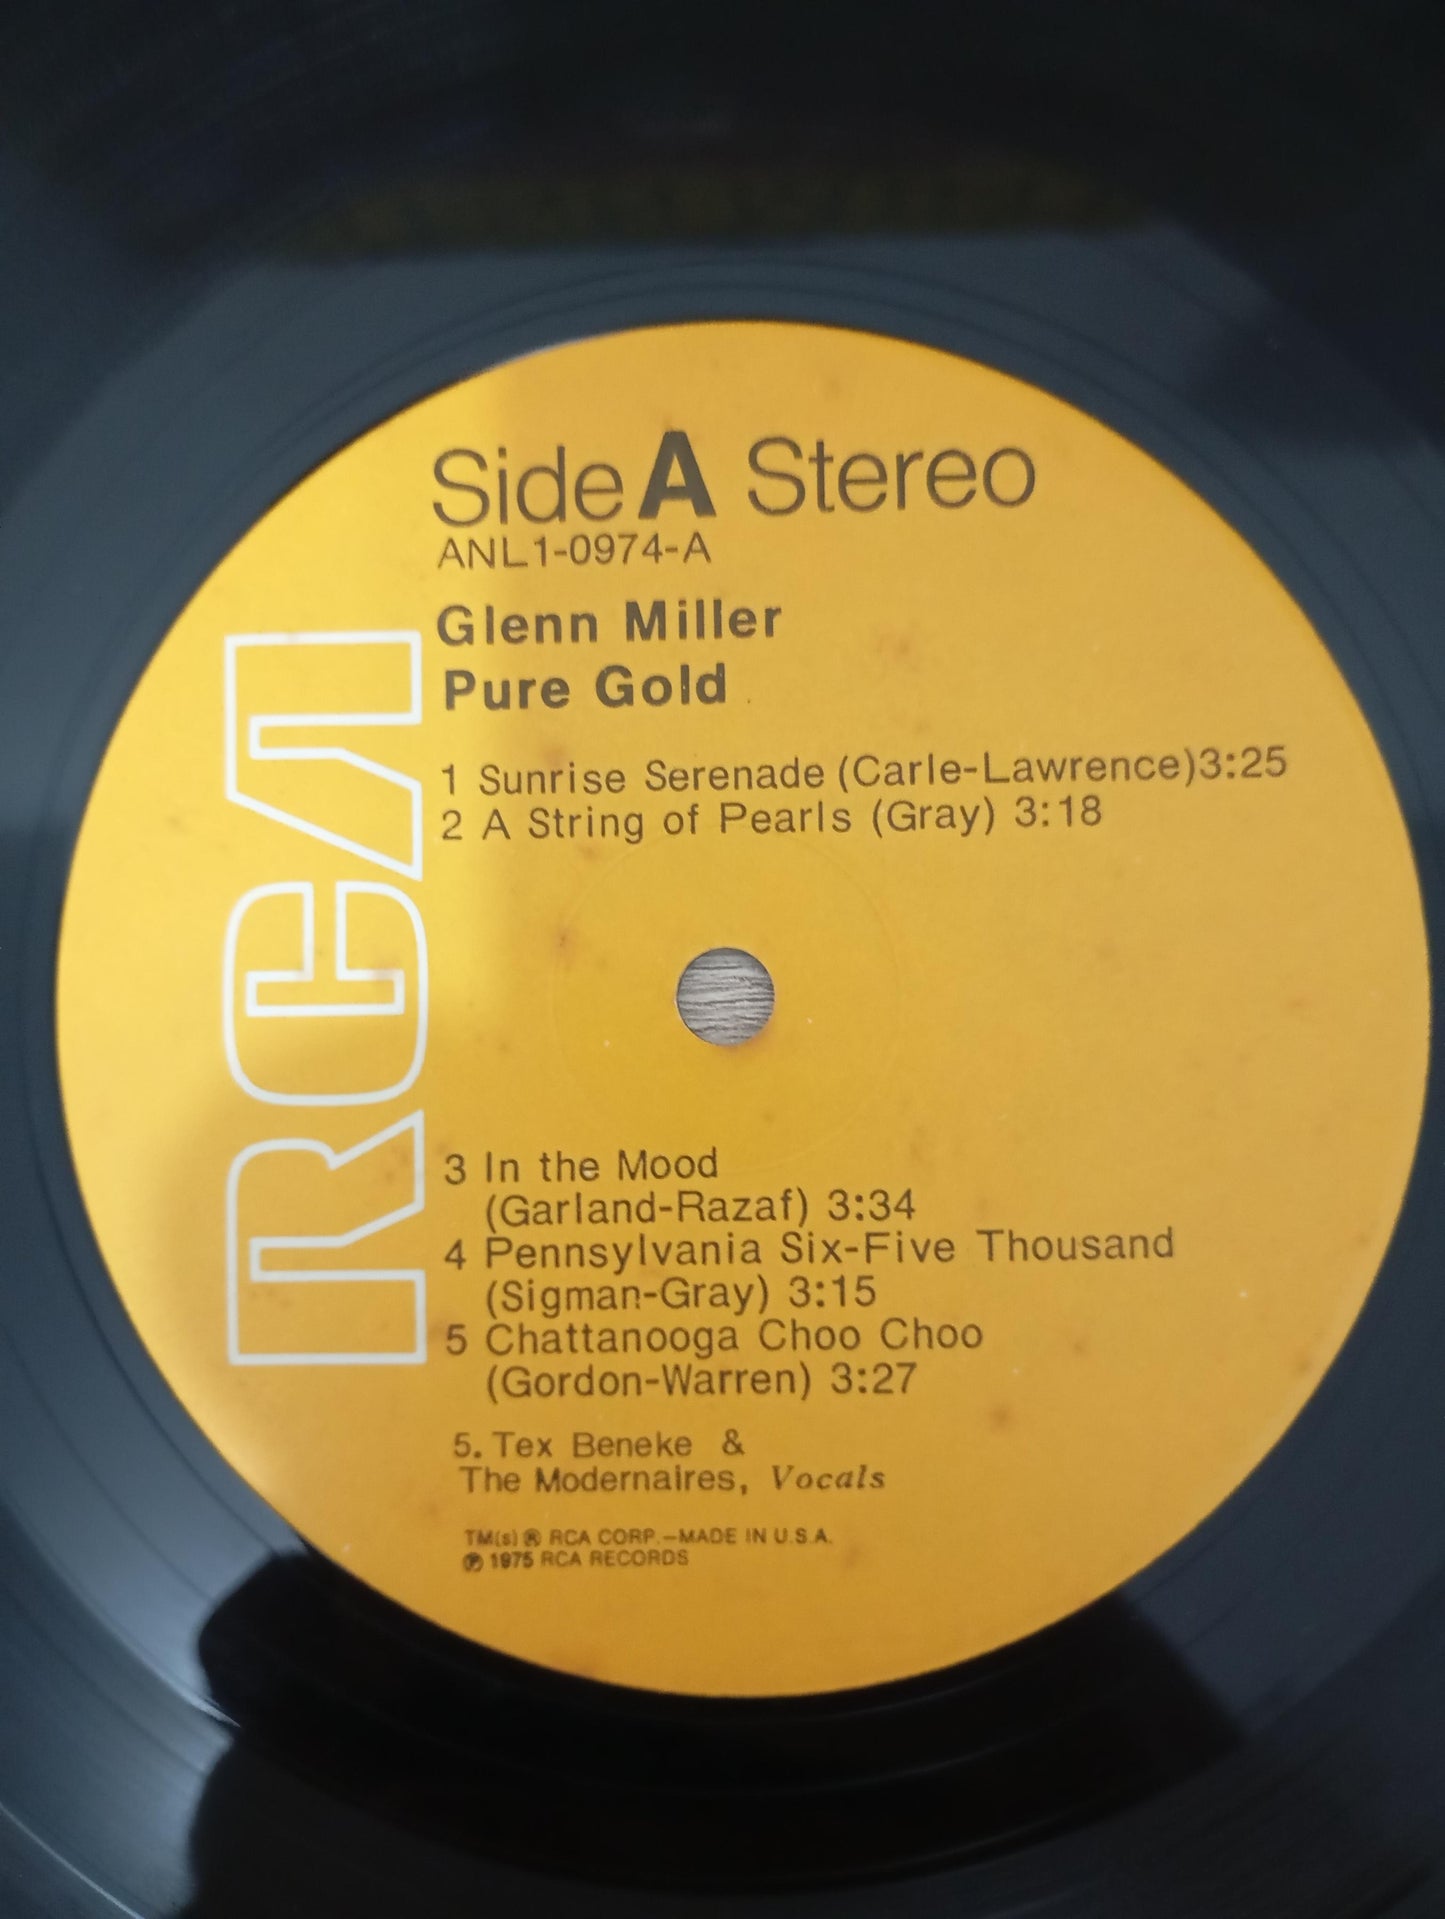 Side A Stereo
ANL1-0974-A
Glenn Miller
Pure Gold
1 Sunrise Serenade (Carle-Lawrence)3:25
2 A String of Pearls (Gray) 3:18
RCA
3 In the Mood
(Garland-Razaf) 3:34
4 Pennsylvania Six-Five Thousand
(Sigman-Gray) 3:15
5 Chattanooga Choo Choo
(Gordon-Warren) 3:27
5. Tex Beneke &
The Modernaires, Vocals
TM(s) ® RCA CORP.—MADE IN U.S.A.
℗ 1975 RCA RECORDS